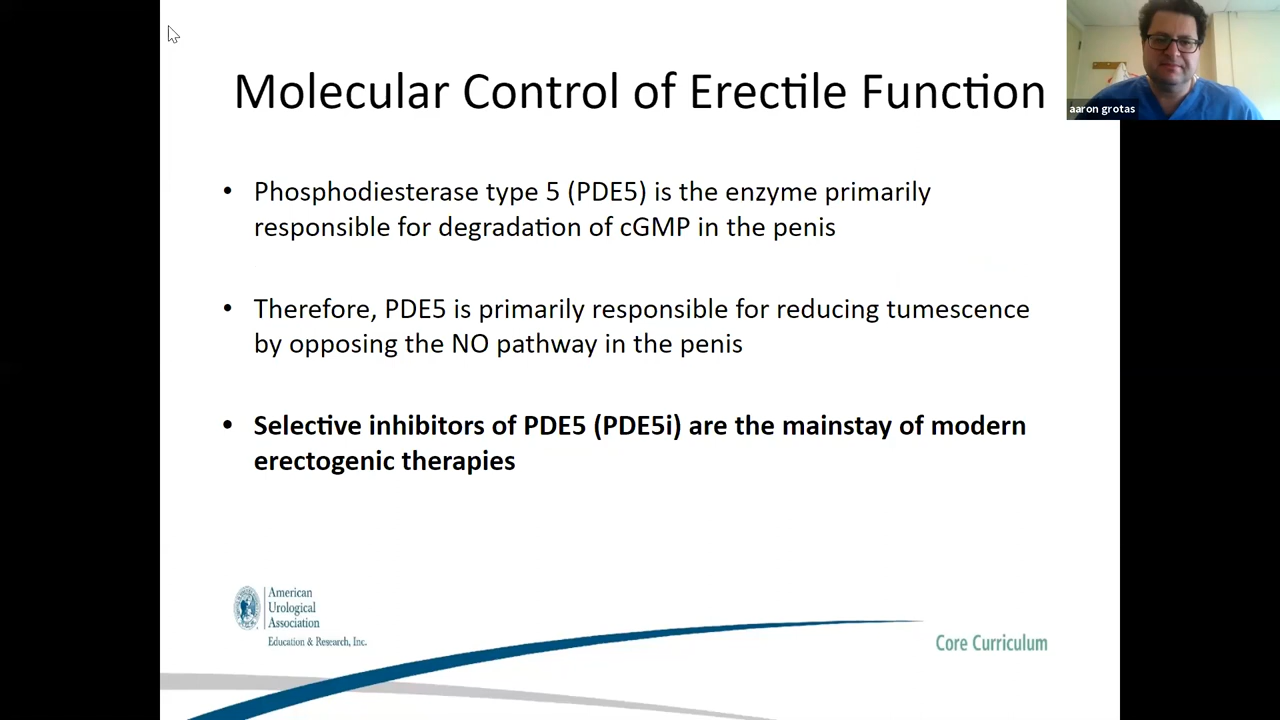 Molecular Control of Erectile Function
aaron grotas
• Phosphodiesterase type 5 (PDE5) is the enzyme primarily
responsible for degradation of cGMP in the penis
• Therefore, PDE5 is primarily responsible for reducing tumescence
by opposing the NO pathway in the penis
• Selective inhibitors of PDE5 (PDE5i) are the mainstay of modern
erectogenic therapies
American
Urological
Association
Education & Research, Inc.
Core Curriculum